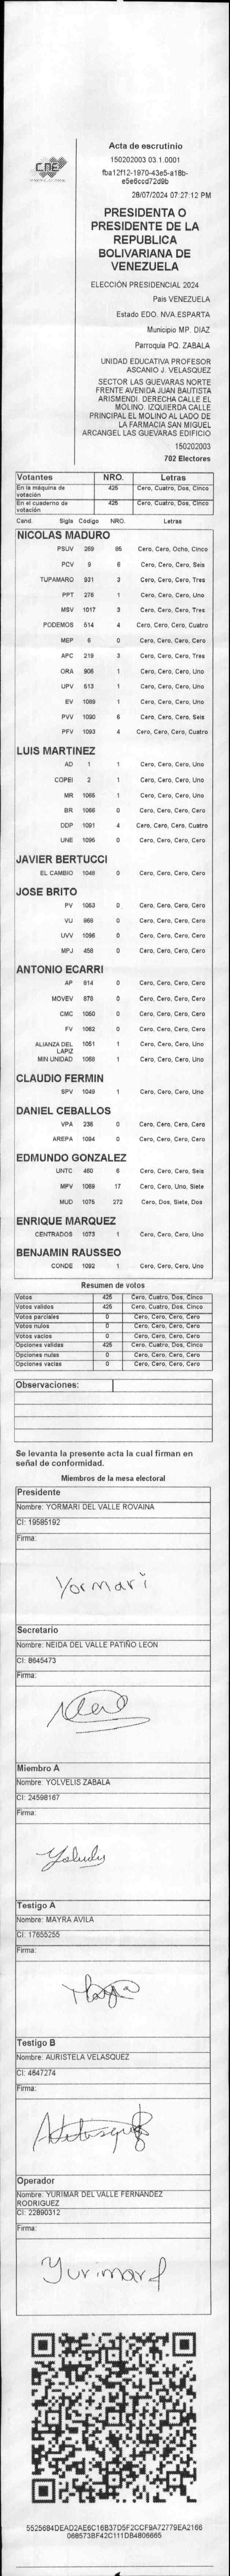 CNE
Acta de escrutinio
150202003 03.1.0001
fba12f12-1970-43e5-a18b-
e5e6ccd72d9b
28/07/2024 07:27:12 PM
PRESIDENTA O
PRESIDENTE DE LA
REPUBLICA
BOLIVARIANA DE
VENEZUELA
ELECCIÓN PRESIDENCIAL 2024
Pais VENEZUELA
Estado EDO. NVA.ESPARTA
Municipio MP. DIAZ
Parroquia PQ. ZABALA
UNIDAD EDUCATIVA PROFESOR
ASCANIO J. VELASQUEZ
SECTOR LAS GUEVARAS NORTE
FRENTE AVENIDA JUAN BAUTISTA
ARISMENDI. DERECHA CALLE EL
MOLINO. IZQUIERDA CALLE
PRINCIPAL EL MOLINO AL LADO DE
LA FARMACIA SAN MIGUEL
ARCANGEL LAS GUEVARAS EDIFICIO
150202003
702 Electores
Votantes NRO. Letras
En la máquina de votación 425 Cero, Cuatro, Dos, Cinco
En el cuaderno de votación 425 Cero, Cuatro, Dos, Cinco
Cand. Sigla Código NRO. Letras
NICOLAS MADURO
PSUV 269 85 Cero, Cero, Ocho, Cinco
PCV 9 6 Cero, Cero, Cero, Seis
TUPAMARO 931 3 Cero, Cero, Cero, Tres
PPT 276 1 Cero, Cero, Cero, Uno
MSV 1017 3 Cero, Cero, Cero, Tres
PODEMOS 514 4 Cero, Cero, Cero, Cuatro
MEP 6 0 Cero, Cero, Cero, Cero
APC 219 3 Cero, Cero, Cero, Tres
ORA 906 1 Cero, Cero, Cero, Uno
UPV 613 1 Cero, Cero, Cero, Uno
EV 1089 1 Cero, Cero, Cero, Uno
PVV 1090 6 Cero, Cero, Cero, Seis
PFV 1093 4 Cero, Cero, Cero, Cuatro
LUIS MARTINEZ
AD 1 1 Cero, Cero, Cero, Uno
COPEI 2 1 Cero, Cero, Cero, Uno
MR 1065 1 Cero, Cero, Cero, Uno
BR 1066 0 Cero, Cero, Cero, Cero
DDP 1091 4 Cero, Cero, Cero, Cuatro
UNE 1095 0 Cero, Cero, Cero, Cero
JAVIER BERTUCCI
EL CAMBIO 1048 0 Cero, Cero, Cero, Cero
JOSE BRITO
PV 1053 0 Cero, Cero, Cero, Cero
VU 868 0 Cero, Cero, Cero, Cero
UVV 1096 0 Cero, Cero, Cero, Cero
MPJ 458 0 Cero, Cero, Cero, Cero
ANTONIO ECARRI
AP 814 0 Cero, Cero, Cero, Cero
MOVEV 878 0 Cero, Cero, Cero, Cero
CMC 1060 0 Cero, Cero, Cero, Cero
FV 1062 0 Cero, Cero, Cero, Cero
ALIANZA DEL LAPIZ 1051 1 Cero, Cero, Cero, Uno
MIN UNIDAD 1068 1 Cero, Cero, Cero, Uno
CLAUDIO FERMIN
SPV 1049 1 Cero, Cero, Cero, Uno
DANIEL CEBALLOS
VPA 236 0 Cero, Cero, Cero, Cero
AREPA 1094 0 Cero, Cero, Cero, Cero
EDMUNDO GONZALEZ
UNTC 460 6 Cero, Cero, Cero, Seis
MPV 1069 17 Cero, Cero, Uno, Siete
MUD 1075 272 Cero, Dos, Siete, Dos
ENRIQUE MARQUEZ
CENTRADOS 1073 1 Cero, Cero, Cero, Uno
BENJAMIN RAUSSEO
CONDE 1092 1 Cero, Cero, Cero, Uno
Resumen de votos
Votos 425 Cero, Cuatro, Dos, Cinco
Votos validos 425 Cero, Cuatro, Dos, Cinco
Votos parciales 0 Cero, Cero, Cero, Cero
Votos nulos 0 Cero, Cero, Cero, Cero
Votos vacios 0 Cero, Cero, Cero, Cero
Opciones validas 425 Cero, Cuatro, Dos, Cinco
Opciones nulas 0 Cero, Cero, Cero, Cero
Opciones vacias 0 Cero, Cero, Cero, Cero
Observaciones:
Se levanta la presente acta la cual firman en
señal de conformidad.
Miembros de la mesa electoral
Presidente
Nombre: YORMARI DEL VALLE ROVAINA
CI: 19585192
Firma:
Yormari
Secretario
Nombre: NEIDA DEL VALLE PATIÑO LEON
CI: 8645473
Firma:
Miembro A
Nombre: YOLVELIS ZABALA
CI: 24598167
Firma:
Testigo A
Nombre: MAYRA AVILA
CI: 17655255
Firma:
Testigo B
Nombre: AURISTELA VELASQUEZ
CI: 4647274
Firma:
Operador
Nombre: YURIMAR DEL VALLE FERNANDEZ
RODRIGUEZ
CI: 22890312
Firma:
Yurimar f
5525684DEAD2AE6C16B37D5F2CCF9A72779EA2166
068573BF42C111DB4806665